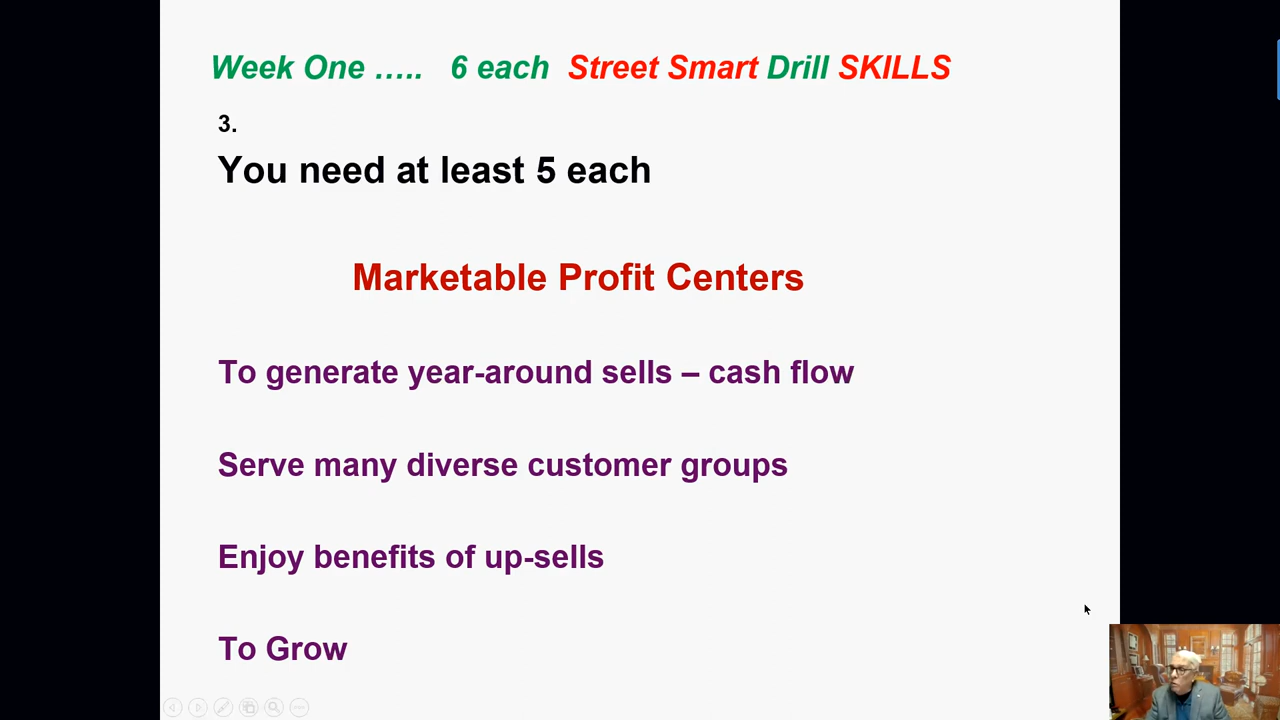 Week One ….. 6 each Street Smart Drill SKILLS
3.
You need at least 5 each
Marketable Profit Centers
To generate year-around sells – cash flow
Serve many diverse customer groups
Enjoy benefits of up-sells
To Grow